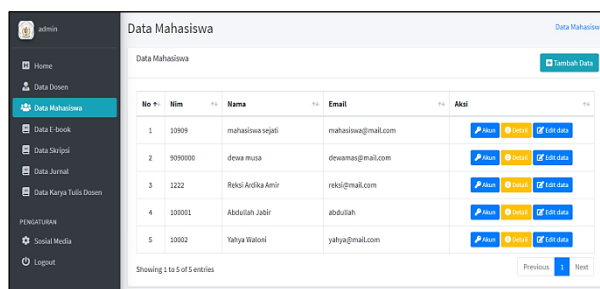 admin
Home
Data Dosen
Data Mahasiswa
Data E-book
Data Skripsi
Data Jurnal
Data Karya Tulis Dosen
PENGATURAN
Sosial Media
Logout
Data Mahasiswa
Data Mahasisw
Data Mahasiswa
Tambah Data
No Nim Nama Email Aksi
1 10909 mahasiswa sejati mahasiswa@mail.com Akun Detail Edit data
2 9090000 dewa musa dewamas@mail.com Akun Detail Edit data
3 1222 Reksi Ardika Amir reksi@mail.com Akun Detail Edit data
4 100001 Abdullah Jabir abdullah Akun Detail Edit data
5 10002 Yahya Waloni yahya@mail.com Akun Detail Edit data
Showing 1 to 5 of 5 entries
Previous 1 Next